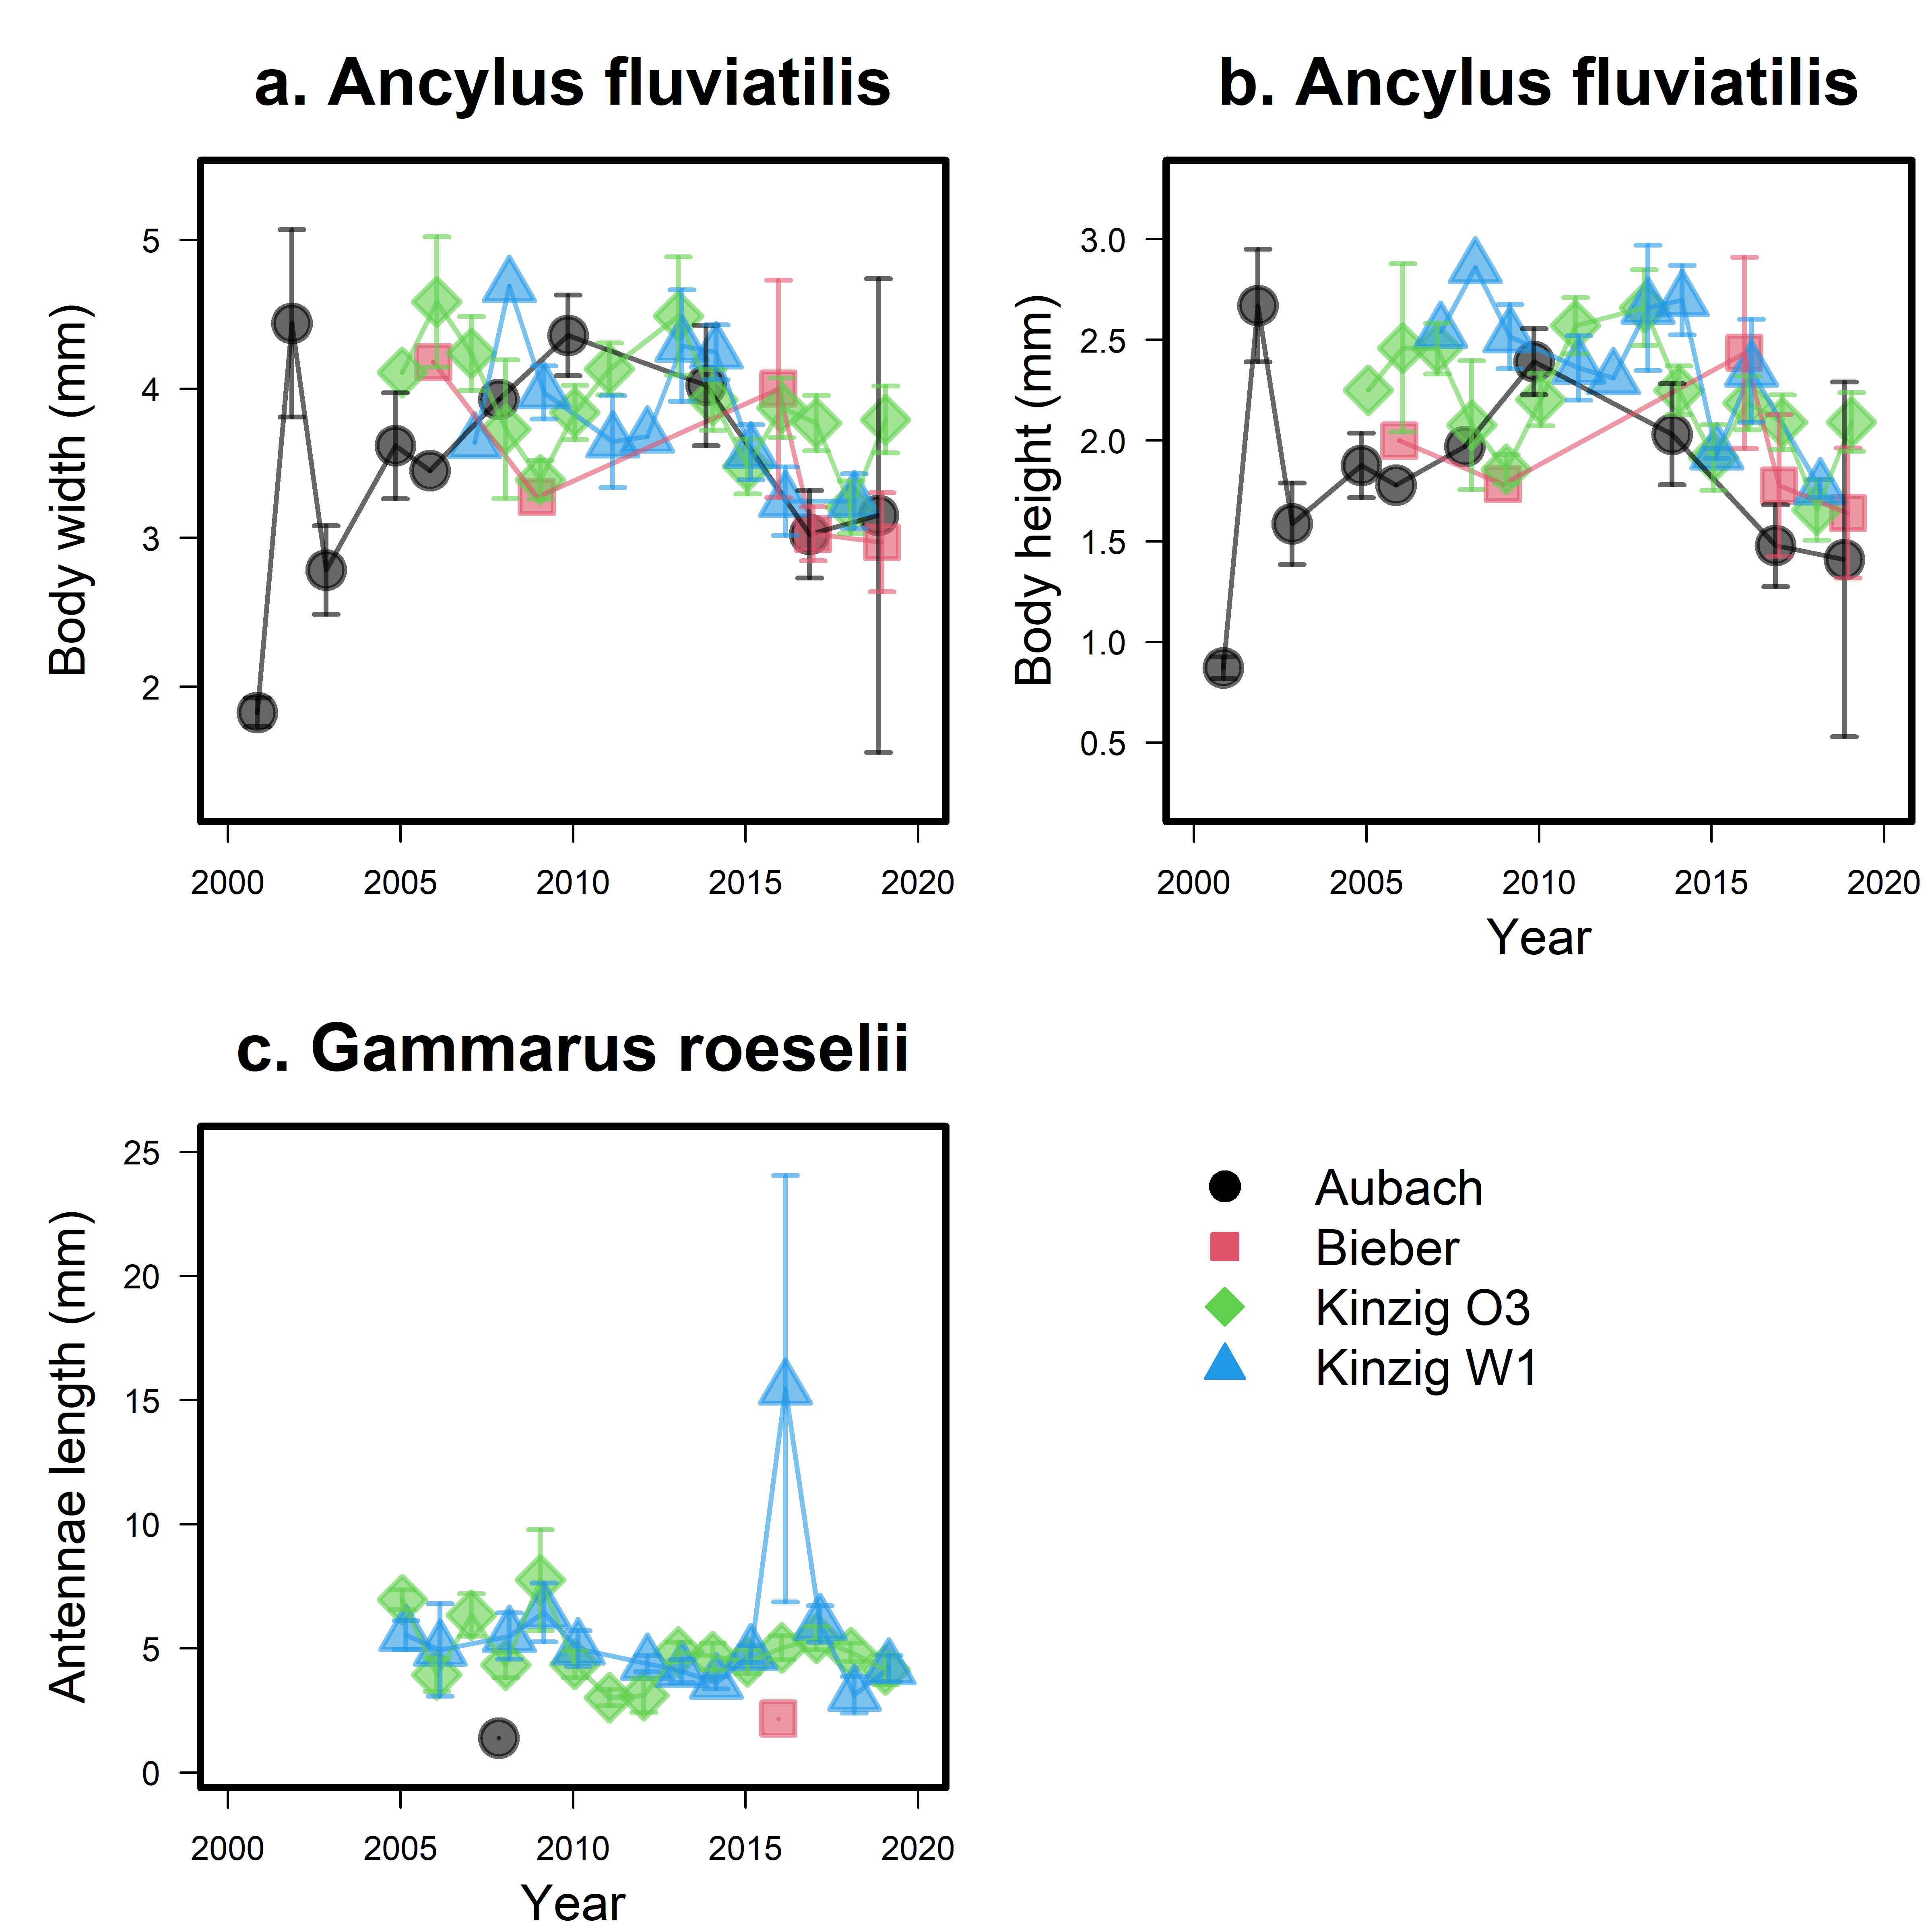 a. Ancylus fluviatilis
Body width (mm)
5
4
3
2
2000 2005 2010 2015 2020
b. Ancylus fluviatilis
Body height (mm)
3.0
2.5
2.0
1.5
1.0
0.5
2000 2005 2010 2015 2020
Year
c. Gammarus roeselii
Antennae length (mm)
25
20
15
10
5
0
2000 2005 2010 2015 2020
Year
Aubach
Bieber
Kinzig O3
Kinzig W1